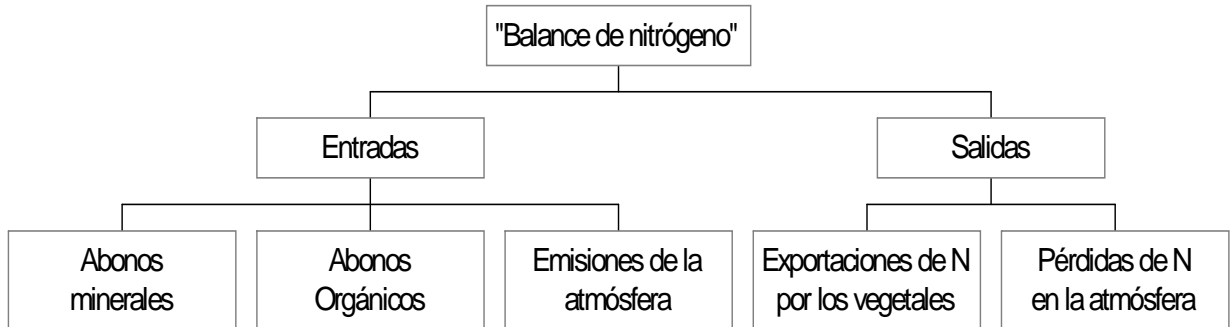 "Balance de nitrógeno"
Entradas
Salidas
Abonos
minerales
Abonos
Orgánicos
Emisiones de la
atmósfera
Exportaciones de N
por los vegetales
Pérdidas de N
en la atmósfera